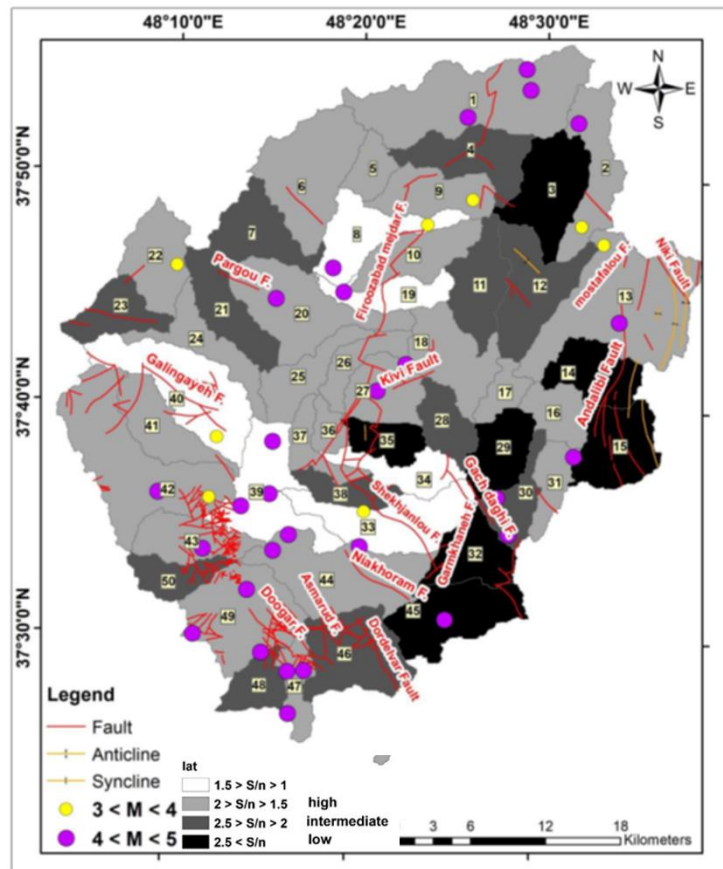 48°10'0"N 48°20'0"N 48°30'0"N
N
W E
S
37°50'0"N
37°40'0"N
37°30'0"N
1
2
3
4
5
6
7
8
9
10
11
12
13
14
15
16
17
18
19
20
21
22
23
24
25
26
27
28
29
30
31
32
33
34
35
36
37
38
39
40
41
42
43
44
45
46
47
48
49
50
Firoozabad mejdar F.
Pargou F.
mostafalou F.
Niki Fault
Galingayeh F.
Kivi Fault
Andalibi Fault
Shekhjanlou F.
Garmkhaneh F.
Gach daghi F.
Niakhoram F.
Asmarud F.
Doogar F.
Dordelvar Fault
Legend
Fault
Anticline
Syncline
3 < M < 4
4 < M < 5
lat
1.5 > S/n > 1
2 > S/n > 1.5 high
2.5 > S/n > 2 intermediate
2.5 < S/n low
3 6 12 18
Kilometers